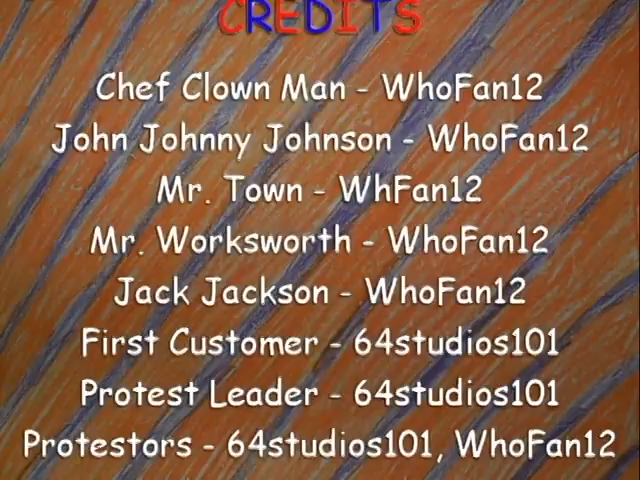 CREDITS
Chef Clown Man - WhoFan12
John Johnny Johnson - WhoFan12
Mr. Town - WhFan12
Mr. Worksworth - WhoFan12
Jack Jackson - WhoFan12
First Customer - 64studios101
Protest Leader - 64studios101
Protestors - 64studios101, WhoFan12